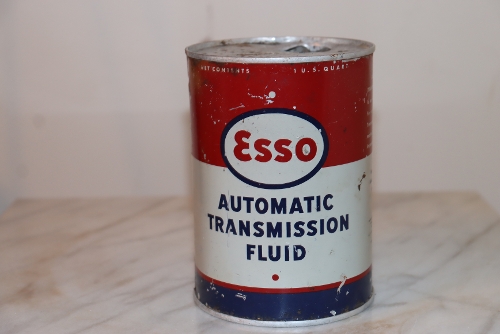 NET CONTENTS 1 U.S. QUART
Esso
AUTOMATIC
TRANSMISSION
FLUID